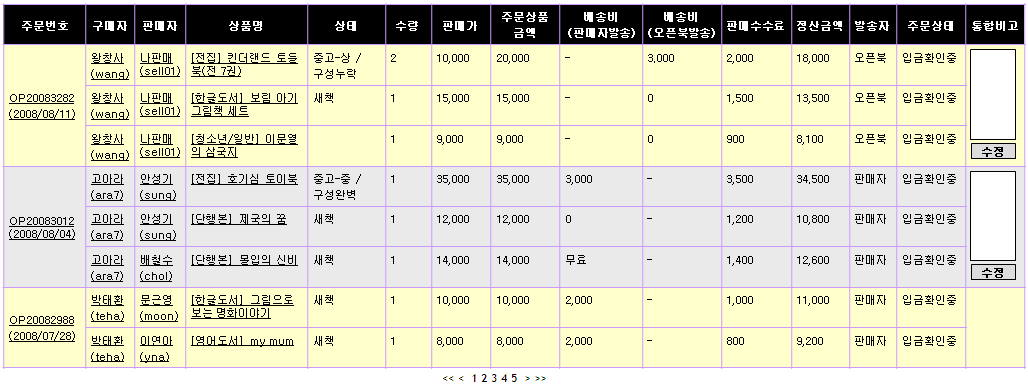 주문번호 구매자 판매자 상품명 상태 수량 판매가 주문상품 금액 배송비 (판매자발송) 배송비 (오픈북발송) 판매수수료 정산금액 발송자 주문상태 통합비고
OP20083282 (2008/08/11)
왕창사 (wang) 나판매 (sell01) [전집] 킨더랜드 토들북(전 7권) 중고-상 / 구성누락 2 10,000 20,000 - 3,000 2,000 18,000 오픈북 입금확인중
왕창사 (wang) 나판매 (sell01) [한글도서] 보림 아기 그림책 세트 새책 1 15,000 15,000 - 0 1,500 13,500 오픈북 입금확인중
왕창사 (wang) 나판매 (sell01) [청소년/일반] 이문열의 삼국지 1 9,000 9,000 - 0 900 8,100 오픈북 입금확인중
수정
OP20083012 (2008/08/04)
고아라 (ara7) 안성기 (sung) [전집] 호기심 토이북 중고-중 / 구성완벽 1 35,000 35,000 3,000 - 3,500 34,500 판매자 입금확인중
고아라 (ara7) 안성기 (sung) [단행본] 제국의 꿈 새책 1 12,000 12,000 0 - 1,200 10,800 판매자 입금확인중
고아라 (ara7) 배철수 (chol) [단행본] 몰입의 신비 새책 1 14,000 14,000 무료 - 1,400 12,600 판매자 입금확인중
수정
OP20082988 (2008/07/28)
박태환 (teha) 문근영 (moon) [한글도서] 그림으로 보는 명화이야기 새책 1 10,000 10,000 2,000 - 1,000 11,000 판매자 입금확인중
박태환 (teha) 이연아 (yna) [영어도서] my mum 새책 1 8,000 8,000 2,000 - 800 9,200 판매자 입금확인중
<< < 1 2 3 4 5 > >>